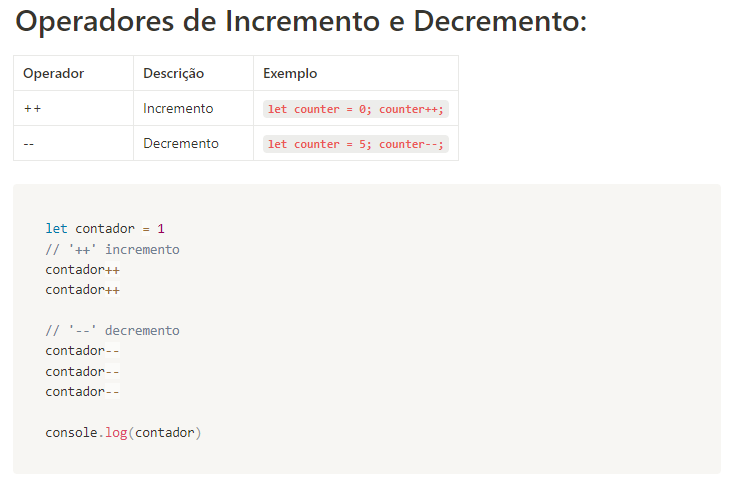 Operadores de Incremento e Decremento:
Operador Descrição Exemplo
++ Incremento let counter = 0; counter++;
-- Decremento let counter = 5; counter--;
let contador = 1
// '++' incremento
contador++
contador++
// '--' decremento
contador--
contador--
contador--
console.log(contador)